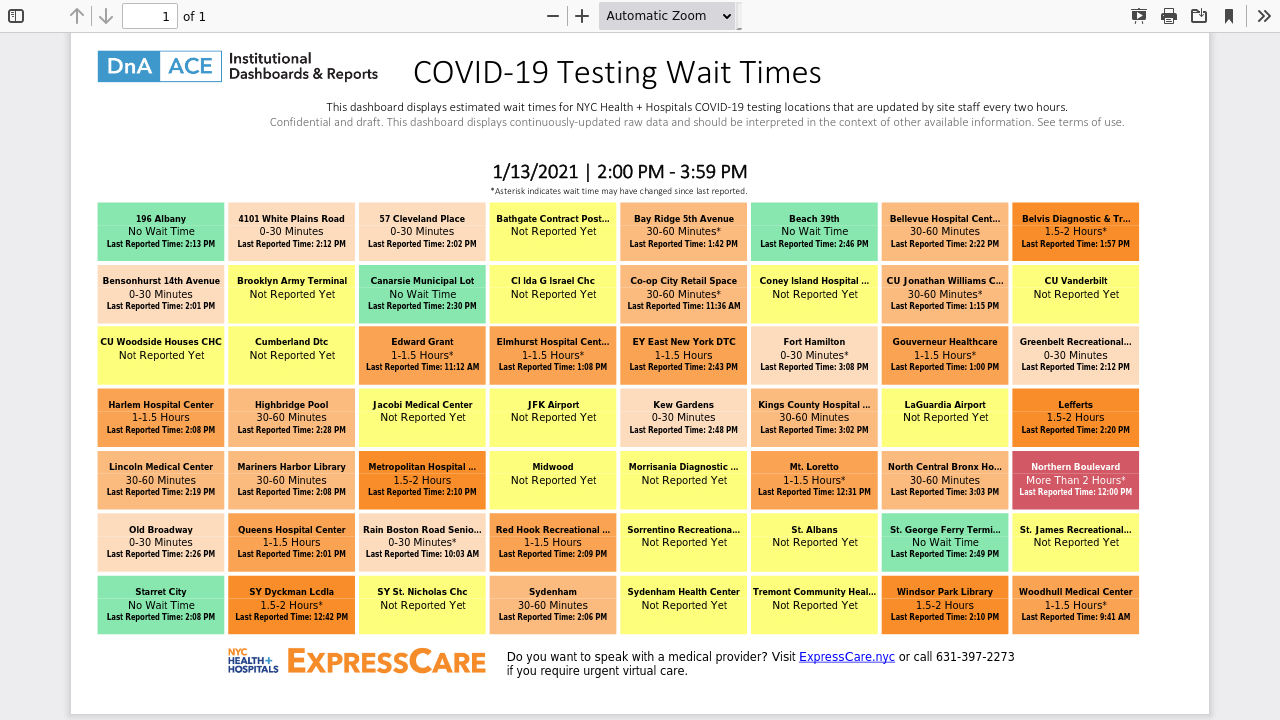 1 of 1 Automatic Zoom
DnA ACE Institutional Dashboards & Reports
COVID-19 Testing Wait Times
This dashboard displays estimated wait times for NYC Health + Hospitals COVID-19 testing locations that are updated by site staff every two hours.
Confidential and draft. This dashboard displays continuously-updated raw data and should be interpreted in the context of other available information. See terms of use.
1/13/2021 | 2:00 PM - 3:59 PM
*Asterisk indicates wait time may have changed since last reported.
196 Albany
No Wait Time
Last Reported Time: 2:13 PM
4101 White Plains Road
0-30 Minutes
Last Reported Time: 2:12 PM
57 Cleveland Place
0-30 Minutes
Last Reported Time: 2:02 PM
Bathgate Contract Post...
Not Reported Yet
Bay Ridge 5th Avenue
30-60 Minutes*
Last Reported Time: 1:42 PM
Beach 39th
No Wait Time
Last Reported Time: 2:46 PM
Bellevue Hospital Cent...
30-60 Minutes
Last Reported Time: 2:22 PM
Belvis Diagnostic & Tr...
1.5-2 Hours*
Last Reported Time: 1:57 PM
Bensonhurst 14th Avenue
0-30 Minutes
Last Reported Time: 2:01 PM
Brooklyn Army Terminal
Not Reported Yet
Canarsie Municipal Lot
No Wait Time
Last Reported Time: 2:30 PM
Cl Ida G Israel Chc
Not Reported Yet
Co-op City Retail Space
30-60 Minutes*
Last Reported Time: 11:36 AM
Coney Island Hospital ...
Not Reported Yet
CU Jonathan Williams C...
30-60 Minutes*
Last Reported Time: 1:15 PM
CU Vanderbilt
Not Reported Yet
CU Woodside Houses CHC
Not Reported Yet
Cumberland Dtc
Not Reported Yet
Edward Grant
1-1.5 Hours*
Last Reported Time: 11:12 AM
Elmhurst Hospital Cent...
1-1.5 Hours*
Last Reported Time: 1:08 PM
EY East New York DTC
1-1.5 Hours
Last Reported Time: 2:43 PM
Fort Hamilton
0-30 Minutes*
Last Reported Time: 3:08 PM
Gouverneur Healthcare
1-1.5 Hours*
Last Reported Time: 1:00 PM
Greenbelt Recreational...
0-30 Minutes
Last Reported Time: 2:12 PM
Harlem Hospital Center
1-1.5 Hours
Last Reported Time: 2:08 PM
Highbridge Pool
30-60 Minutes
Last Reported Time: 2:28 PM
Jacobi Medical Center
Not Reported Yet
JFK Airport
Not Reported Yet
Kew Gardens
0-30 Minutes
Last Reported Time: 2:48 PM
Kings County Hospital ...
30-60 Minutes
Last Reported Time: 3:02 PM
LaGuardia Airport
Not Reported Yet
Lefferts
1.5-2 Hours
Last Reported Time: 2:20 PM
Lincoln Medical Center
30-60 Minutes
Last Reported Time: 2:19 PM
Mariners Harbor Library
30-60 Minutes
Last Reported Time: 2:08 PM
Metropolitan Hospital ...
1.5-2 Hours
Last Reported Time: 2:10 PM
Midwood
Not Reported Yet
Morrisania Diagnostic ...
Not Reported Yet
Mt. Loretto
1-1.5 Hours*
Last Reported Time: 12:31 PM
North Central Bronx Ho...
30-60 Minutes
Last Reported Time: 3:03 PM
Northern Boulevard
More Than 2 Hours*
Last Reported Time: 12:00 PM
Old Broadway
0-30 Minutes
Last Reported Time: 2:26 PM
Queens Hospital Center
1-1.5 Hours
Last Reported Time: 2:01 PM
Rain Boston Road Senio...
0-30 Minutes*
Last Reported Time: 10:03 AM
Red Hook Recreational ...
1-1.5 Hours
Last Reported Time: 2:09 PM
Sorrentino Recreationa...
Not Reported Yet
St. Albans
Not Reported Yet
St. George Ferry Termi...
No Wait Time
Last Reported Time: 2:49 PM
St. James Recreational...
Not Reported Yet
Starret City
No Wait Time
Last Reported Time: 2:08 PM
SY Dyckman Lcdla
1.5-2 Hours*
Last Reported Time: 12:42 PM
SY St. Nicholas Chc
Not Reported Yet
Sydenham
30-60 Minutes
Last Reported Time: 2:06 PM
Sydenham Health Center
Not Reported Yet
Tremont Community Heal...
Not Reported Yet
Windsor Park Library
1.5-2 Hours
Last Reported Time: 2:10 PM
Woodhull Medical Center
1-1.5 Hours*
Last Reported Time: 9:41 AM
NYC
HEALTH+
HOSPITALS
EXPRESSCARE
Do you want to speak with a medical provider? Visit ExpressCare.nyc or call 631-397-2273
if you require urgent virtual care.